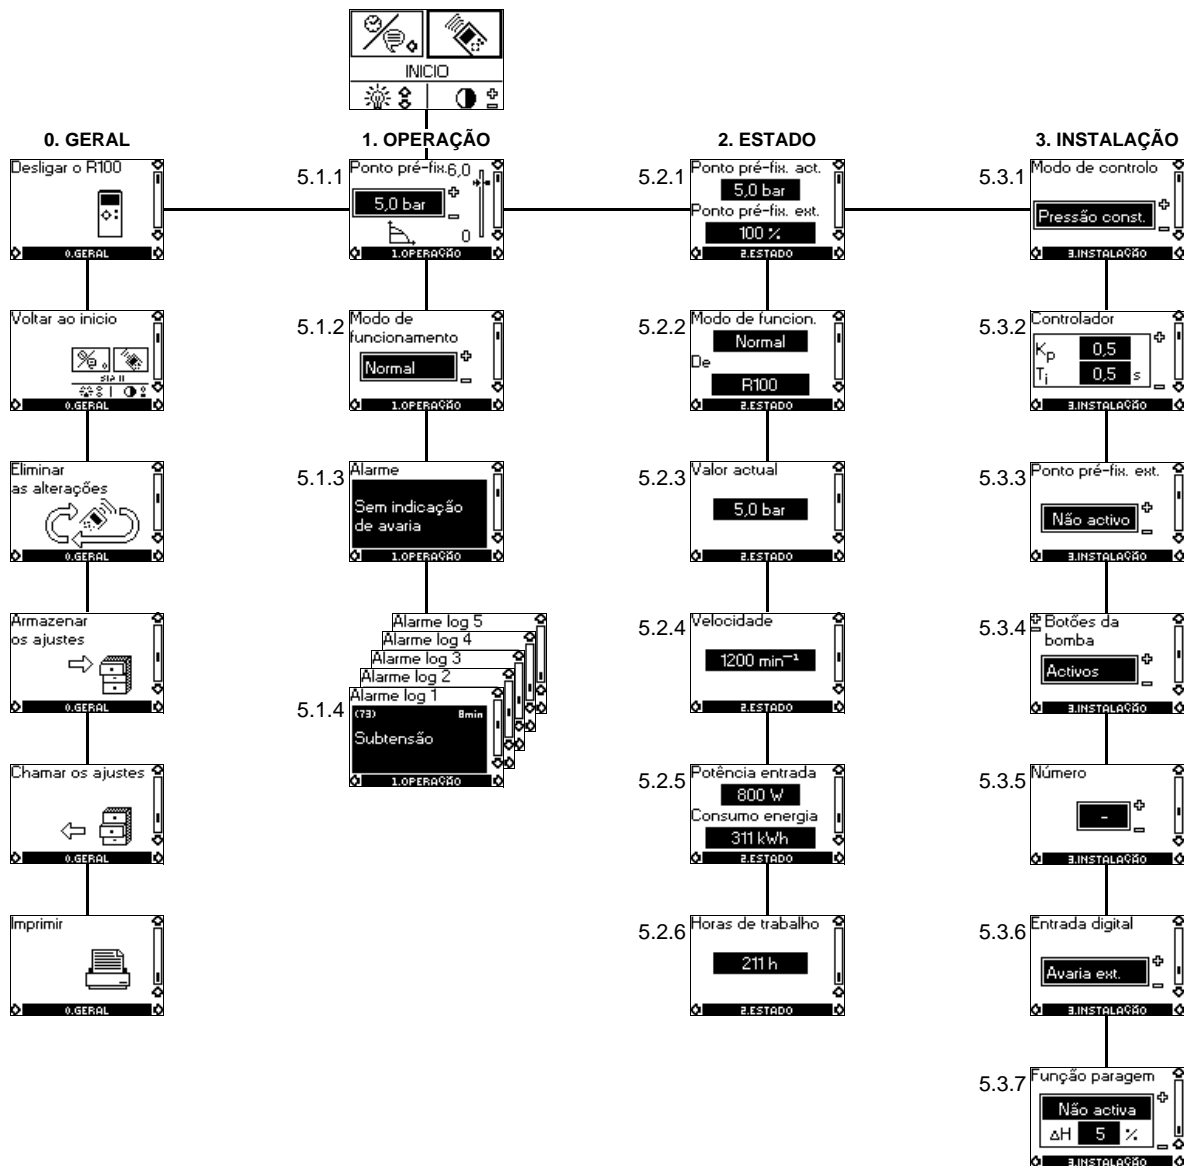 INICIO
0. GERAL
Desligar o R100
0.GERAL
Voltar ao inicio
0.GERAL
Eliminar
as alterações
0.GERAL
Armazenar
os ajustes
0.GERAL
Chamar os ajustes
0.GERAL
Imprimir
0.GERAL
1. OPERAÇÃO
5.1.1
Ponto pré-fix.6,0
5,0 bar
0
1.OPERAÇÃO
5.1.2
Modo de
funcionamento
Normal
1.OPERAÇÃO
5.1.3
Alarme
Sem indicação
de avaria
1.OPERAÇÃO
Alarme log 5
Alarme log 4
Alarme log 3
Alarme log 2
Alarme log 1
5.1.4
(73) 8min
Subtensão
1.OPERAÇÃO
2. ESTADO
5.2.1
Ponto pré-fix. act.
5,0 bar
Ponto pré-fix. ext.
100 %
2.ESTADO
5.2.2
Modo de funcion.
Normal
De
R100
2.ESTADO
5.2.3
Valor actual
5,0 bar
2.ESTADO
5.2.4
Velocidade
1200 min⁻¹
2.ESTADO
5.2.5
Potência entrada
800 W
Consumo energia
311 kWh
2.ESTADO
5.2.6
Horas de trabalho
211 h
2.ESTADO
3. INSTALAÇÃO
5.3.1
Modo de controlo
Pressão const.
3.INSTALAÇÃO
5.3.2
Controlador
Kp 0,5
Ti 0,5 s
3.INSTALAÇÃO
5.3.3
Ponto pré-fix. ext.
Não activo
3.INSTALAÇÃO
5.3.4
Botões da
bomba
Activos
3.INSTALAÇÃO
5.3.5
Número
-
3.INSTALAÇÃO
5.3.6
Entrada digital
Avaria ext.
3.INSTALAÇÃO
5.3.7
Função paragem
Não activa
ΔH 5 %
3.INSTALAÇÃO